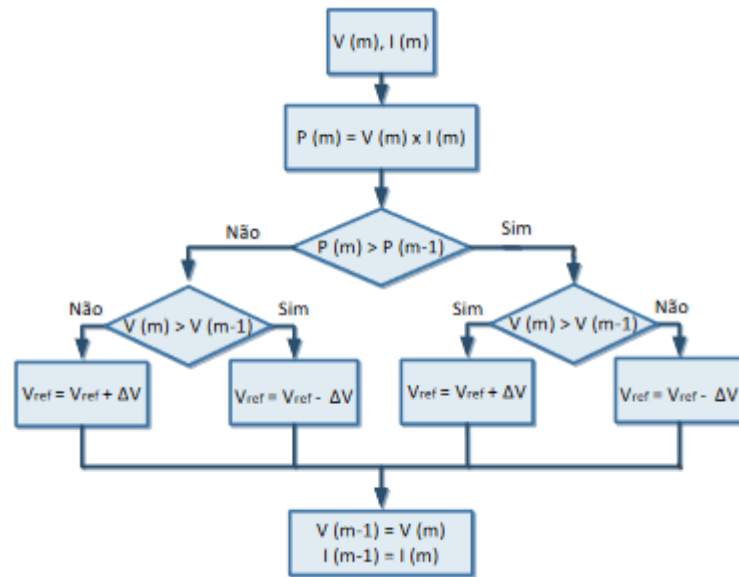 V (m), I (m)
P (m) = V (m) x I (m)
Não
Sim
P (m) > P (m-1)
Não
Sim
V (m) > V (m-1)
Sim
Não
V (m) > V (m-1)
Vref = Vref + ΔV
Vref = Vref - ΔV
Vref = Vref + ΔV
Vref = Vref - ΔV
V (m-1) = V (m)
I (m-1) = I (m)